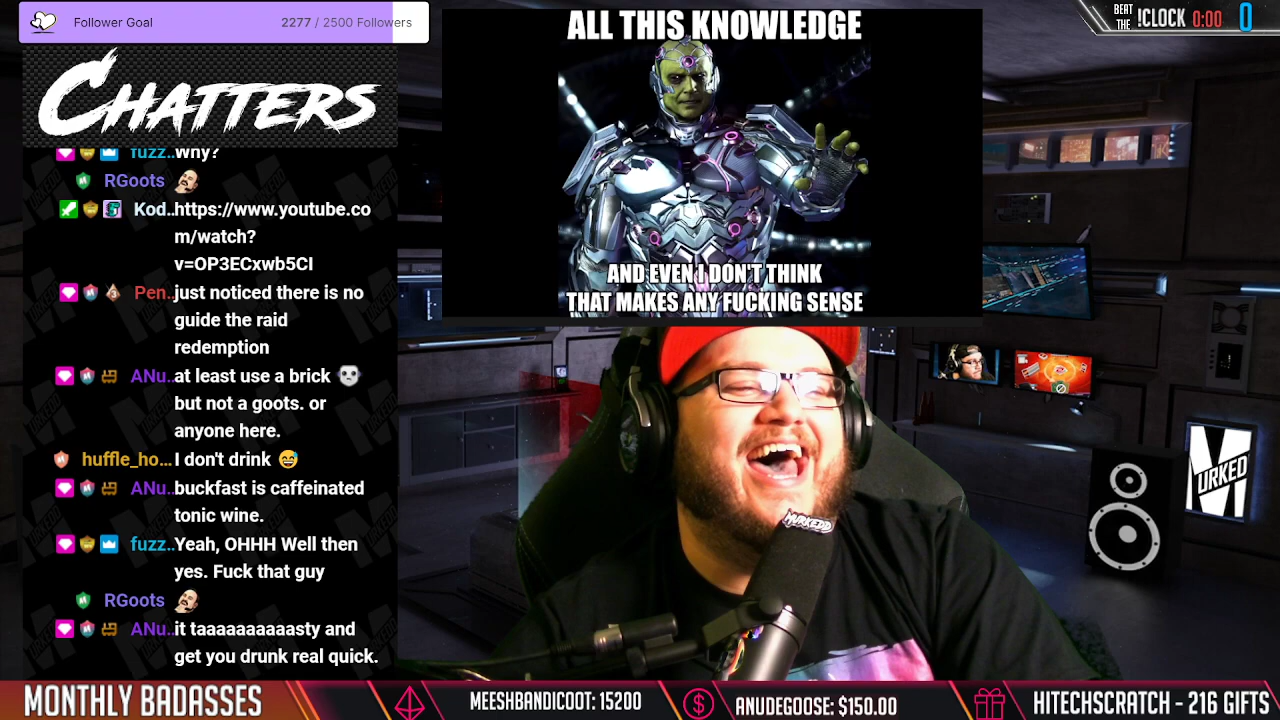 Follower Goal
2277 / 2500 Followers
CHATTERS
fuzz.. why?
RGoots
Kod.. https://www.youtube.co
m/watch?
v=OP3ECxwb5CI
Pen.. just noticed there is no
guide the raid
redemption
ANu.. at least use a brick 💀
but not a goots. or
anyone here.
huffle_ho... I don't drink 😅
ANu.. buckfast is caffeinated
tonic wine.
fuzz.. Yeah, OHHH Well then
yes. Fuck that guy
RGoots
ANu.. it taaaaaaaaaasty and
get you drunk real quick.
ALL THIS KNOWLEDGE
AND EVEN I DON'T THINK
THAT MAKES ANY FUCKING SENSE
BEAT
THE
!CLOCK 0:00 0
MURKED
MURKEDD
MONTHLY BADASSES
MEESHBANDICOOT: 15200
ANUDEGOOSE: $150.00
HITECHSCRATCH - 216 GIFTS